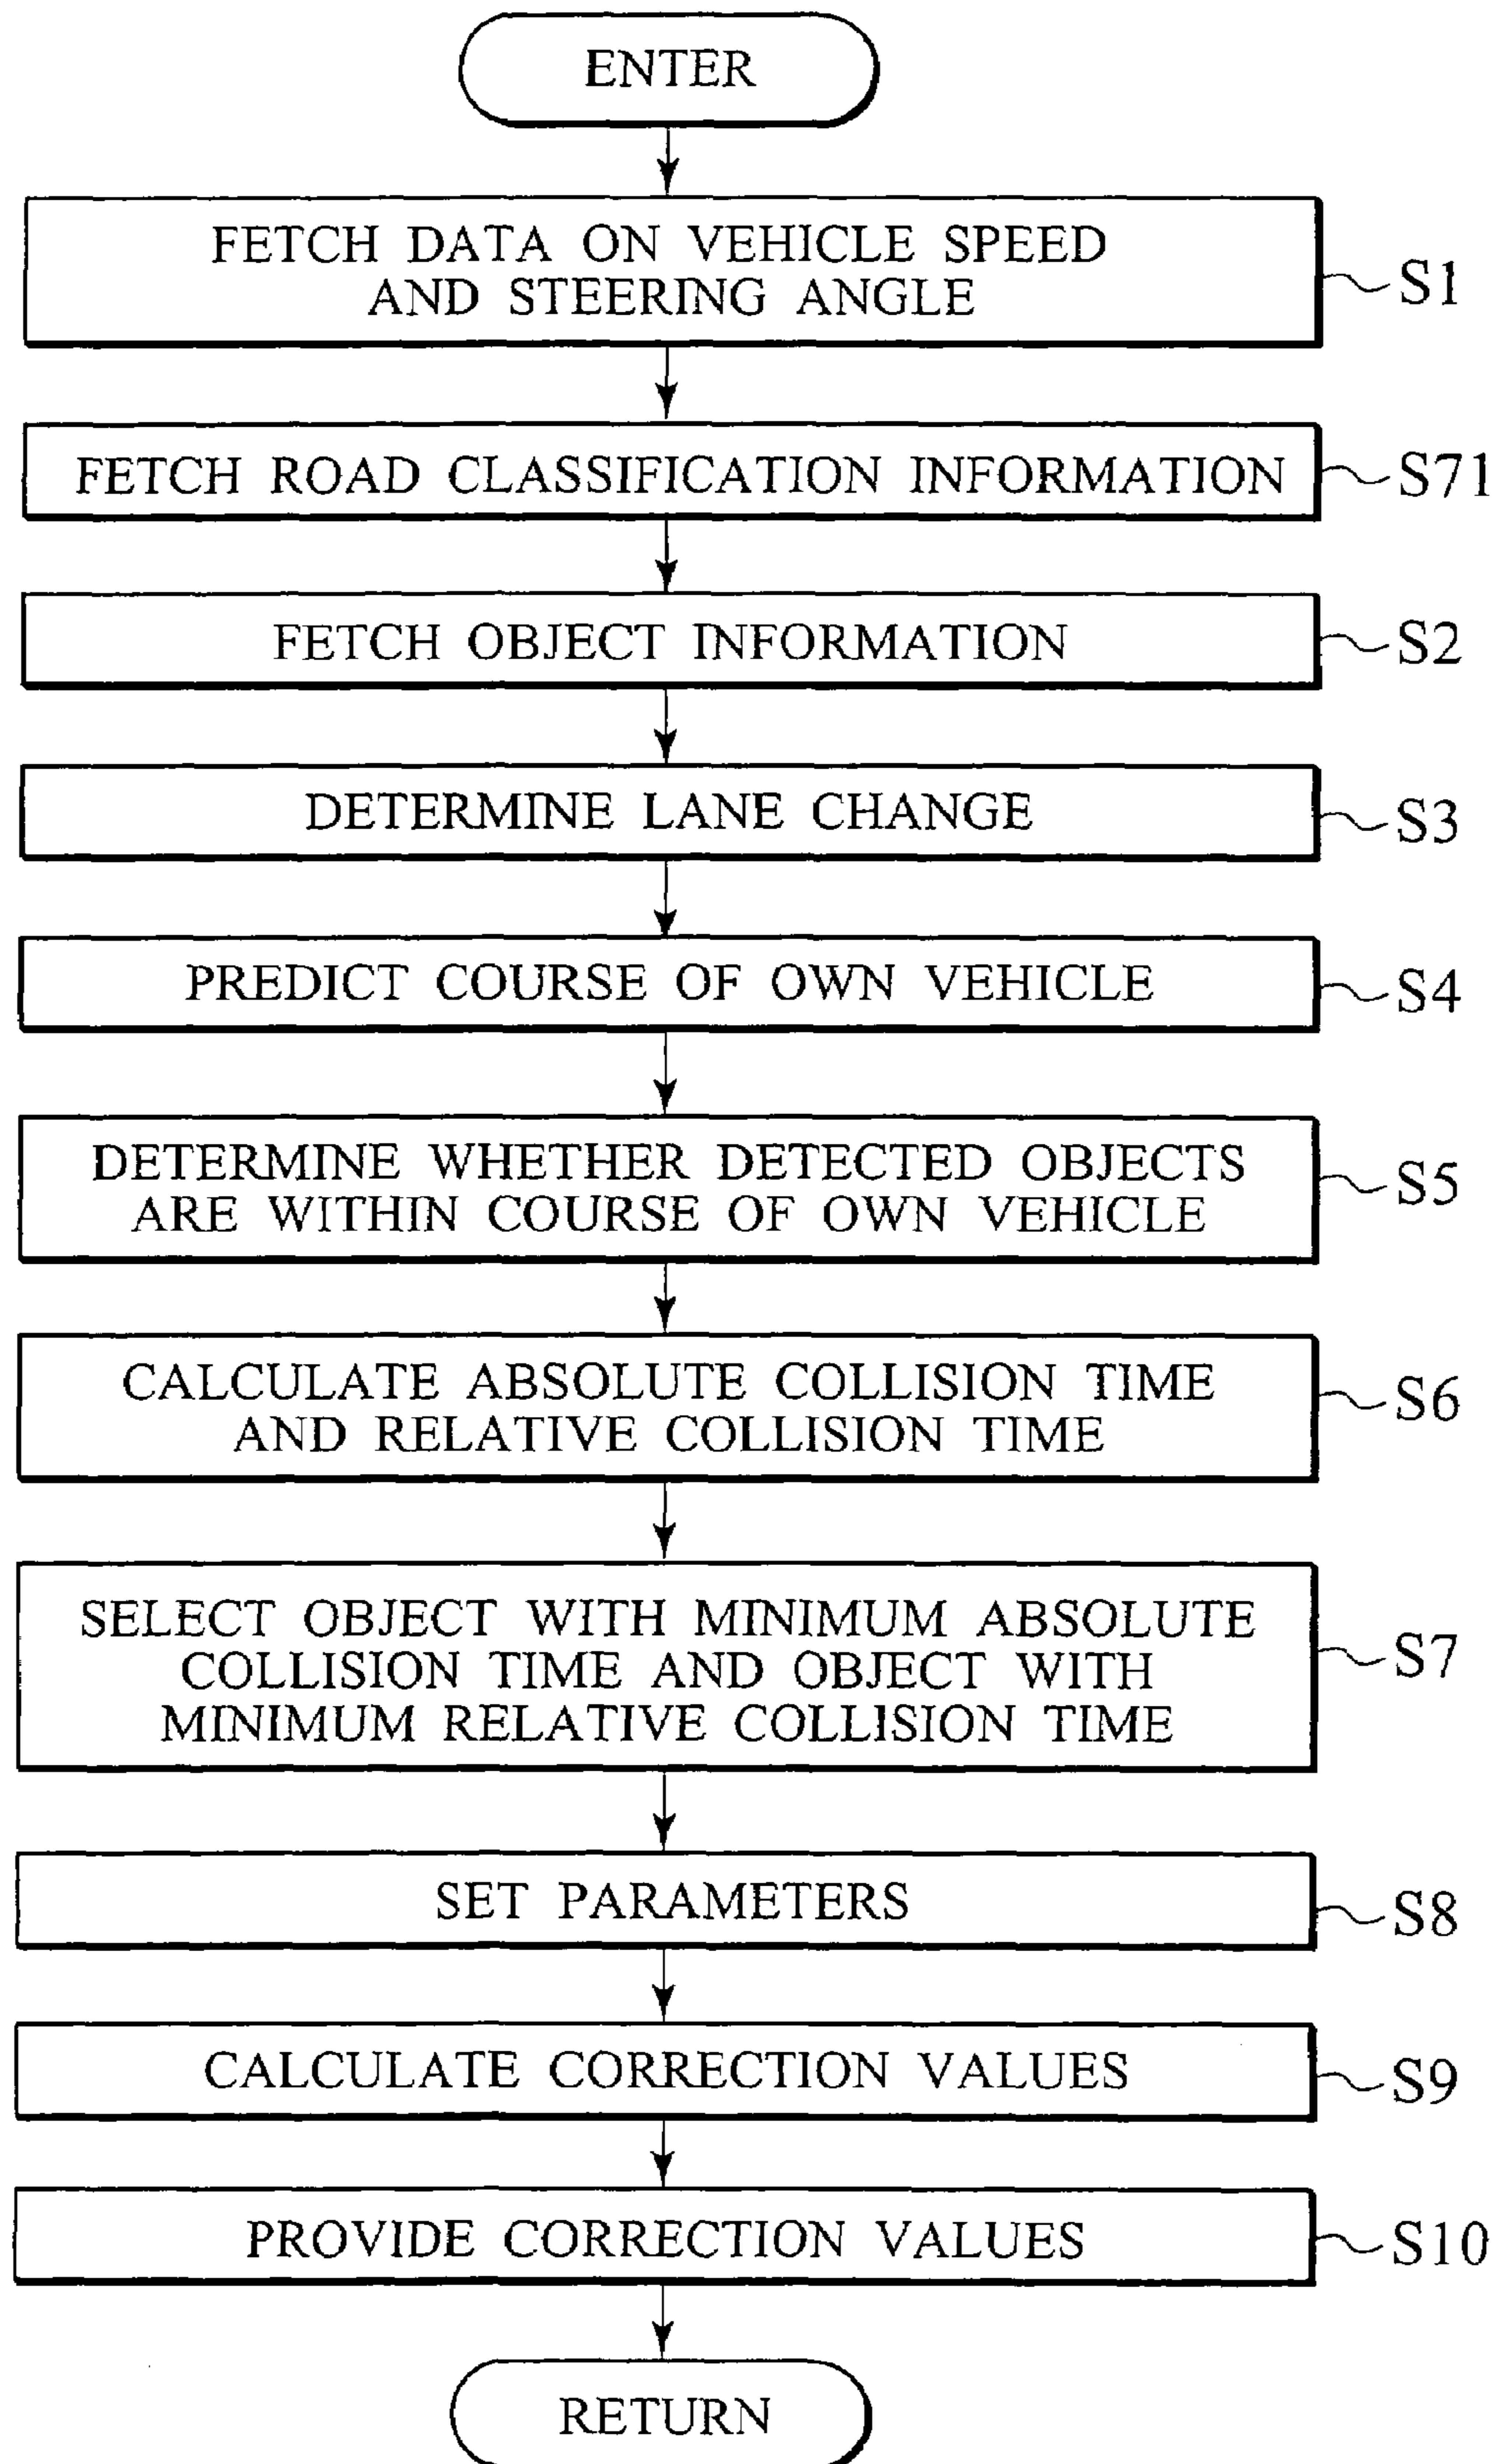 ENTER
FETCH DATA ON VEHICLE SPEED
AND STEERING ANGLE
S1
FETCH ROAD CLASSIFICATION INFORMATION
S71
FETCH OBJECT INFORMATION
S2
DETERMINE LANE CHANGE
S3
PREDICT COURSE OF OWN VEHICLE
S4
DETERMINE WHETHER DETECTED OBJECTS
ARE WITHIN COURSE OF OWN VEHICLE
S5
CALCULATE ABSOLUTE COLLISION TIME
AND RELATIVE COLLISION TIME
S6
SELECT OBJECT WITH MINIMUM ABSOLUTE
COLLISION TIME AND OBJECT WITH
MINIMUM RELATIVE COLLISION TIME
S7
SET PARAMETERS
S8
CALCULATE CORRECTION VALUES
S9
PROVIDE CORRECTION VALUES
S10
RETURN